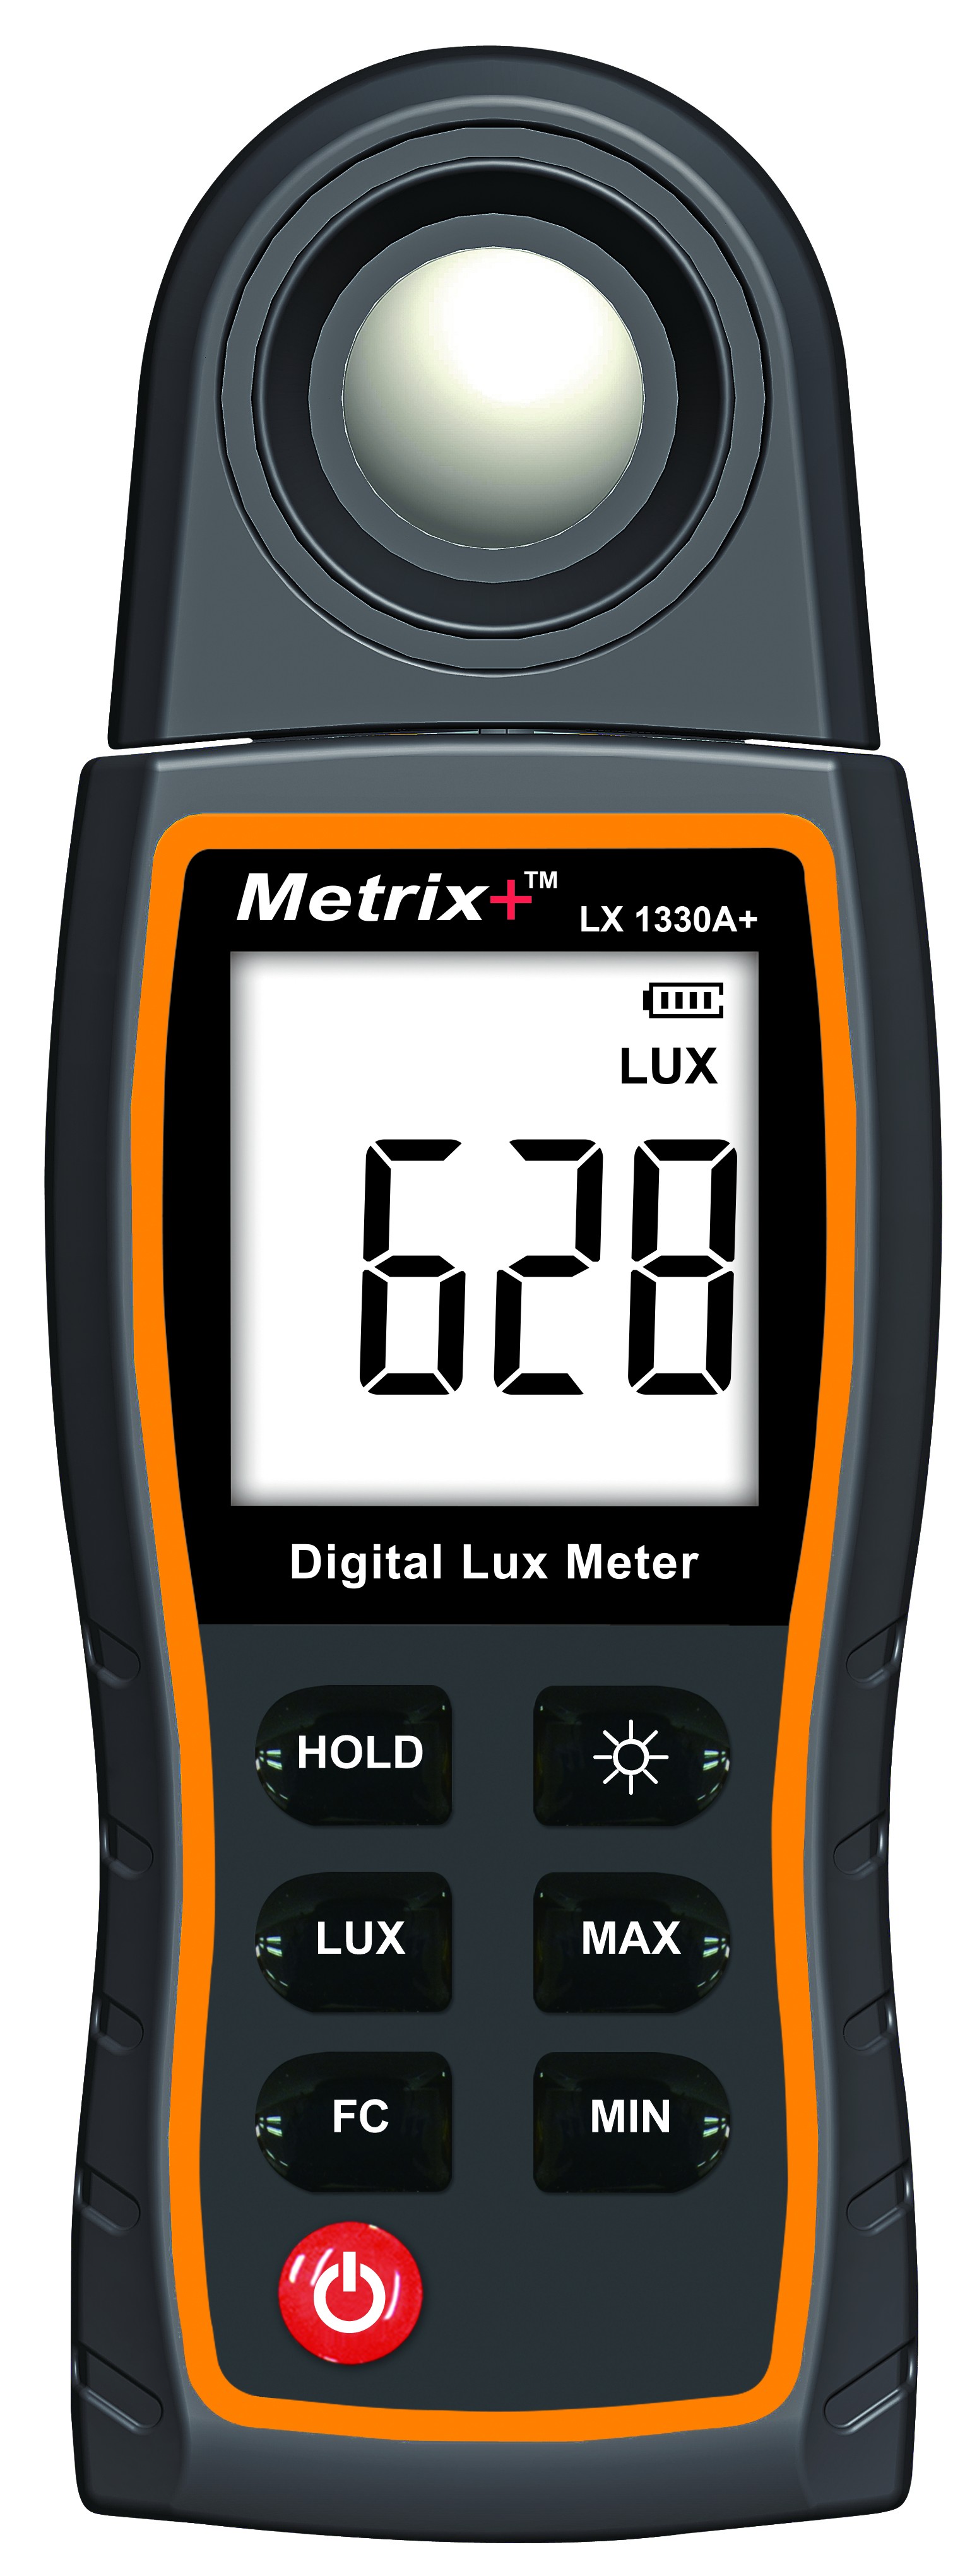 Metrix+™
LX 1330A+
LUX
628
Digital Lux Meter
HOLD
LUX
MAX
FC
MIN